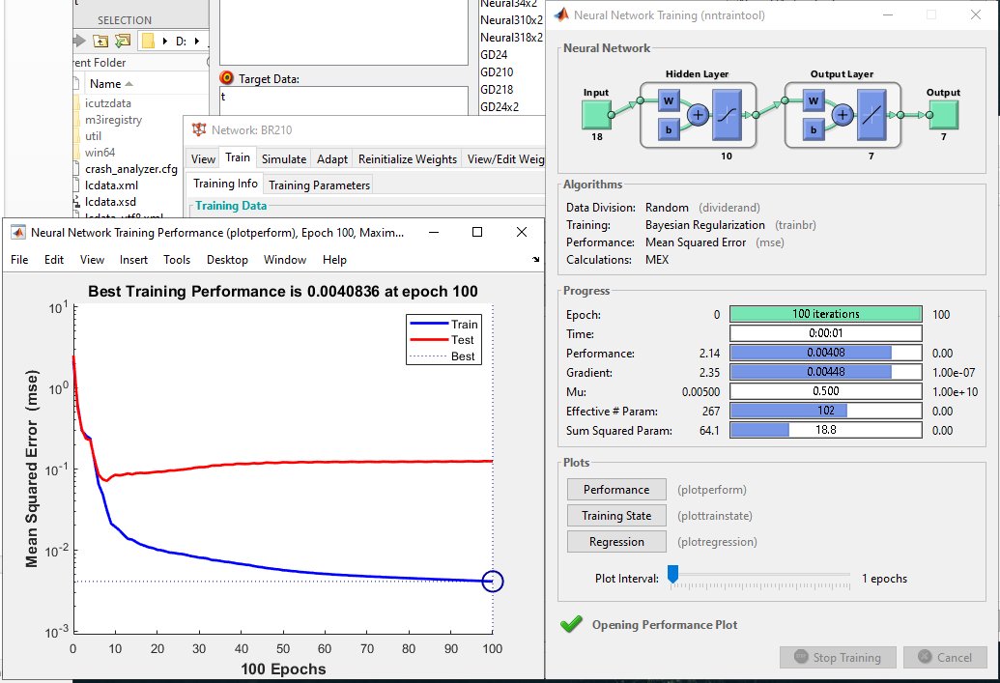 t
SELECTION
D:
rent Folder
Name
icutzdata
m3iregistry
util
win64
crash_analyzer.cfg
lcdata.xml
lcdata.xsd
lcdata_utf8.xml
Target Data:
t
Neural34x2
Neural310x2
Neural318x2
GD24
GD210
GD218
GD24x2
Network: BR210
View Train Simulate Adapt Reinitialize Weights View/Edit Weig
Training Info Training Parameters
Training Data
Neural Network Training Performance (plotperform), Epoch 100, Maxim...
File Edit View Insert Tools Desktop Window Help
Best Training Performance is 0.0040836 at epoch 100
Train
Test
Best
10^1
10^0
10^-1
10^-2
10^-3
Mean Squared Error (mse)
0 10 20 30 40 50 60 70 80 90 100
100 Epochs
Neural Network Training (nntraintool)
Neural Network
Hidden Layer Output Layer
Input Output
W W
b + b +
18 7
10 7
Algorithms
Data Division: Random (dividerand)
Training: Bayesian Regularization (trainbr)
Performance: Mean Squared Error (mse)
Calculations: MEX
Progress
Epoch: 0 100 iterations 100
Time: 0:00:01
Performance: 2.14 0.00408 0.00
Gradient: 2.35 0.00448 1.00e-07
Mu: 0.00500 0.500 1.00e+10
Effective # Param: 267 102 0.00
Sum Squared Param: 64.1 18.8 0.00
Plots
Performance (plotperform)
Training State (plottrainstate)
Regression (plotregression)
Plot Interval: 1 epochs
Opening Performance Plot
Stop Training Cancel